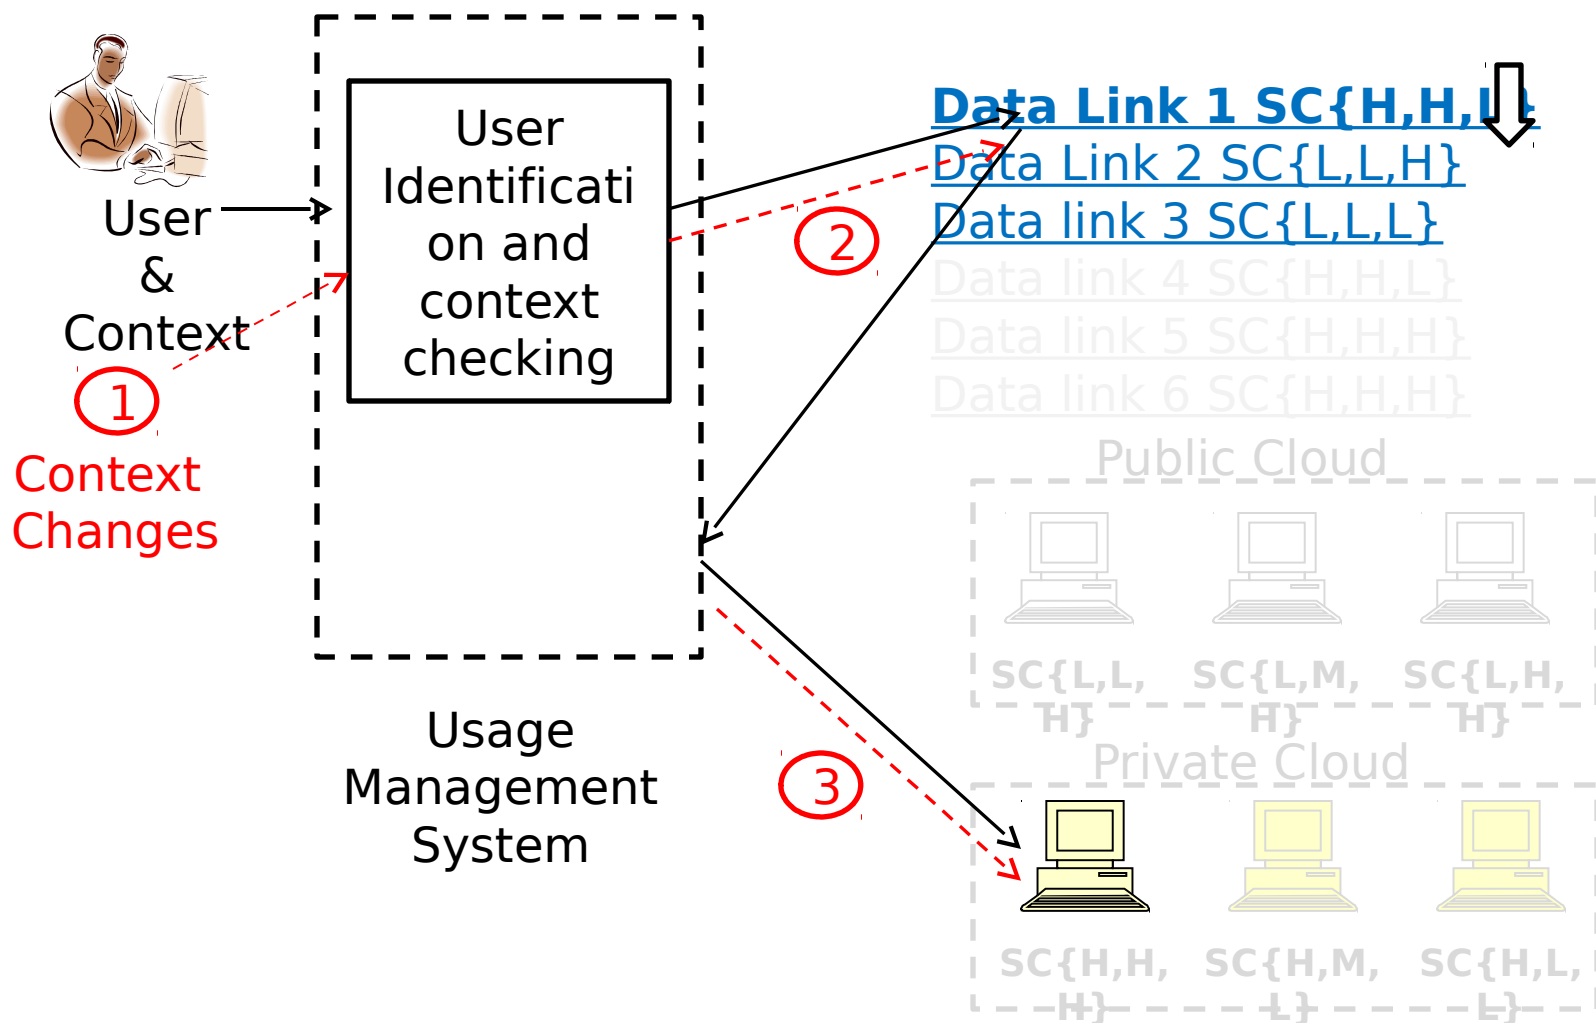 User
&
Context
1
Context
Changes
User
Identificati
on and
context
checking
Usage
Management
System
2
3
Data Link 1 SC{H,H,L}
Data Link 2 SC{L,L,H}
Data link 3 SC{L,L,L}
Data link 4 SC{H,H,L}
Data link 5 SC{H,H,H}
Data link 6 SC{H,H,H}
Public Cloud
SC{L,L,
H}
SC{L,M,
H}
SC{L,H,
H}
Private Cloud
SC{H,H,
H}
SC{H,M,
L}
SC{H,L,
L}